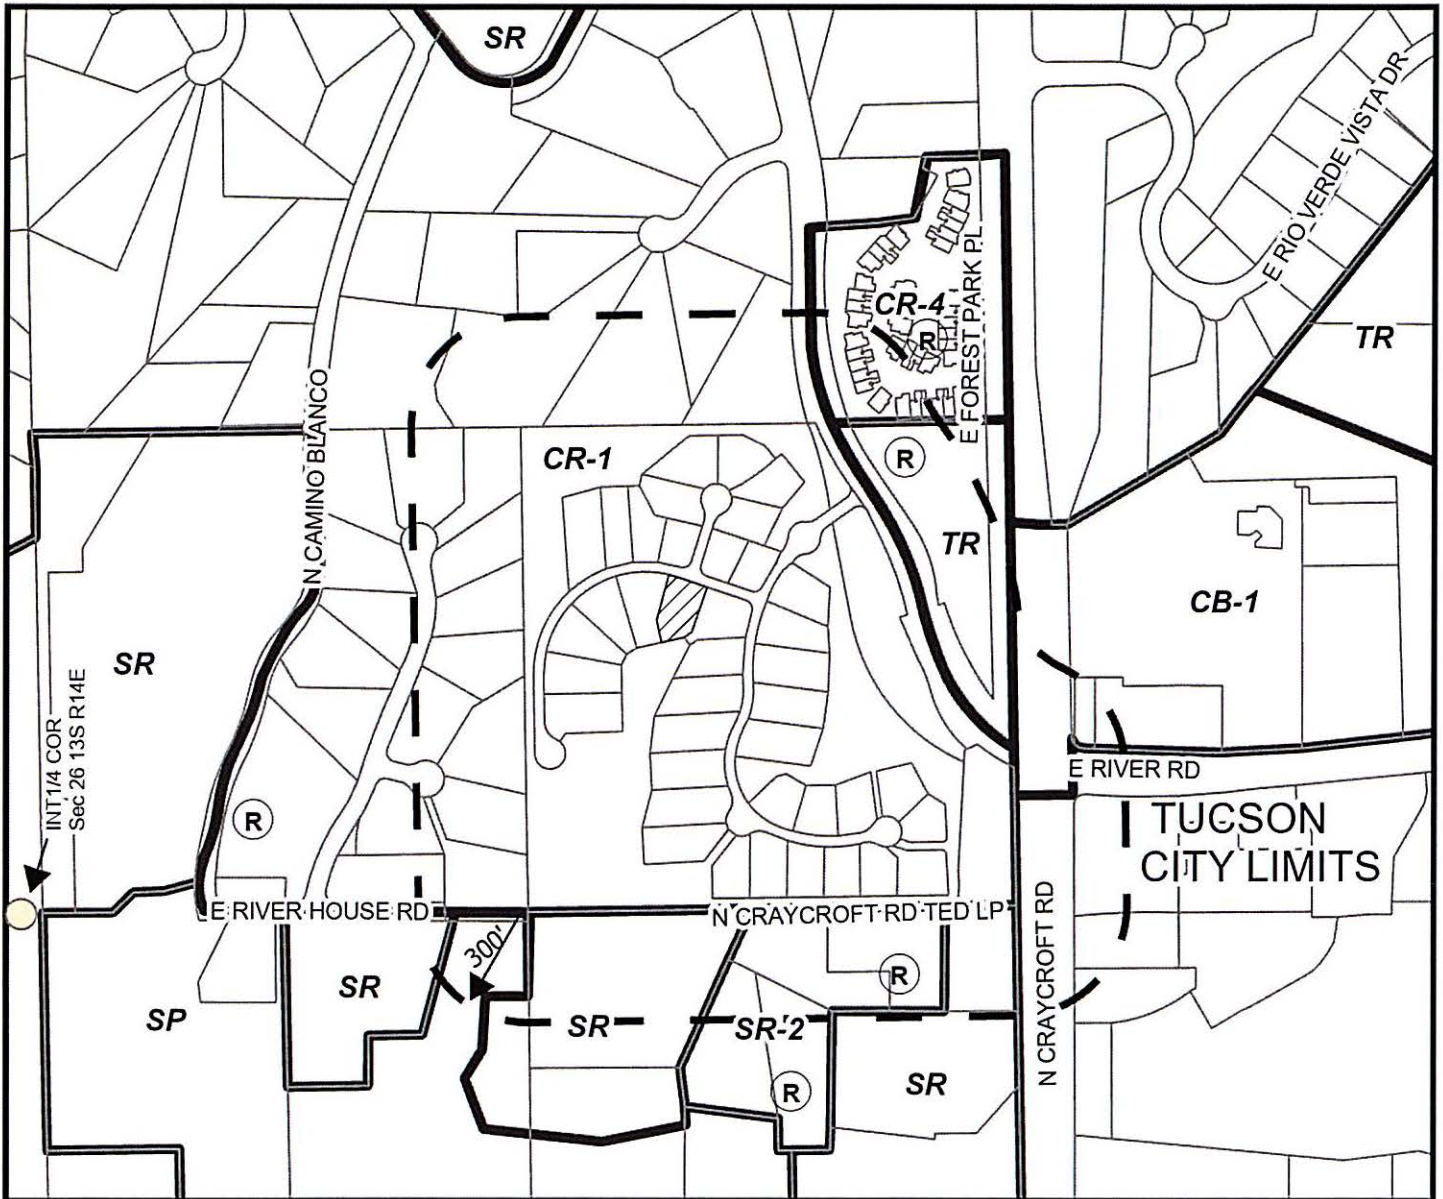 SR
E RIO VERDE VISTA DR
CR-4
R
E FOREST PARK PL
TR
N CAMINO BLANCO
CR-1
R
TR
CB-1
SR
INT1/4 COR
Sec 26 13S R14E
R
E RIVER RD
TUCSON
CITY LIMITS
E RIVER HOUSE RD
N CRAYCROFT RD TED LP
N CRAYCROFT RD
300'
SR
R
SP
SR
SR-2
R
SR